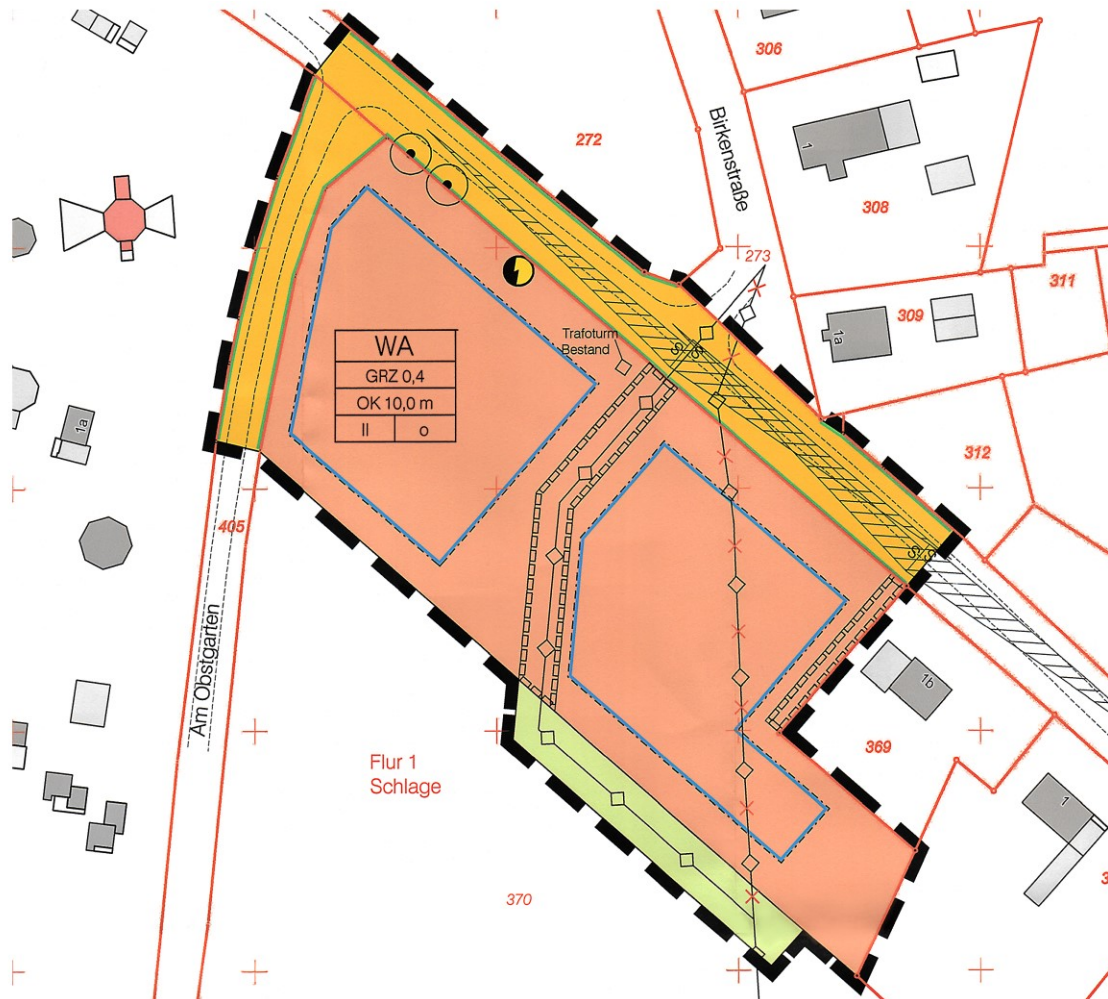 306
272
Birkenstraße
1
308
273
311
309
1a
Trafoturm
Bestand
WA
GRZ 0,4
OK 10,0 m
II
o
S/S
1a
312
405
S/S
Am Obstgarten
1b
369
Flur 1
Schlage
1
370
3